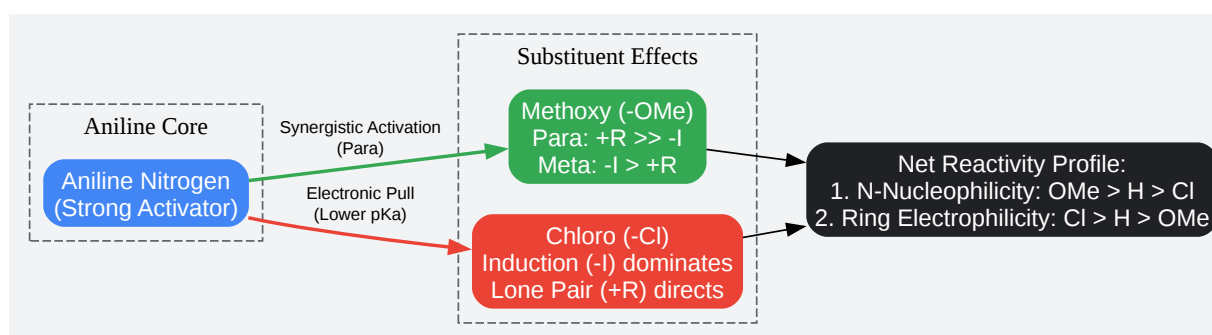 Aniline Core
Aniline Nitrogen
(Strong Activator)
Synergistic Activation
(Para)
Electronic Pull
(Lower pKa)
Substituent Effects
Methoxy (-OMe)
Para: +R >> -I
Meta: -I > +R
Chloro (-Cl)
Induction (-I) dominates
Lone Pair (+R) directs
Net Reactivity Profile:
1. N-Nucleophilicity: OMe > H > Cl
2. Ring Electrophilicity: Cl > H > OMe